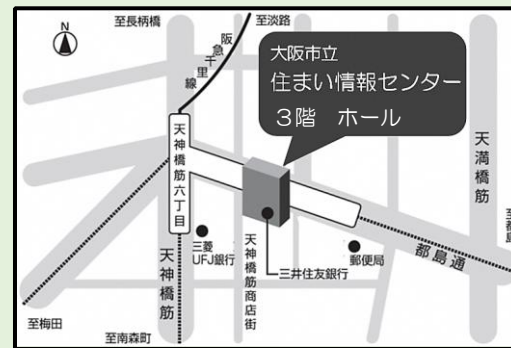 至長柄橋
至淡路
N
阪急千里線
大阪市立
住まい情報センター
3階 ホール
天神橋筋六丁目
天満橋筋
至都島
三菱
UFJ銀行
郵便局
都島通
三井住友銀行
天神橋筋
天神橋筋商店街
至梅田
至南森町